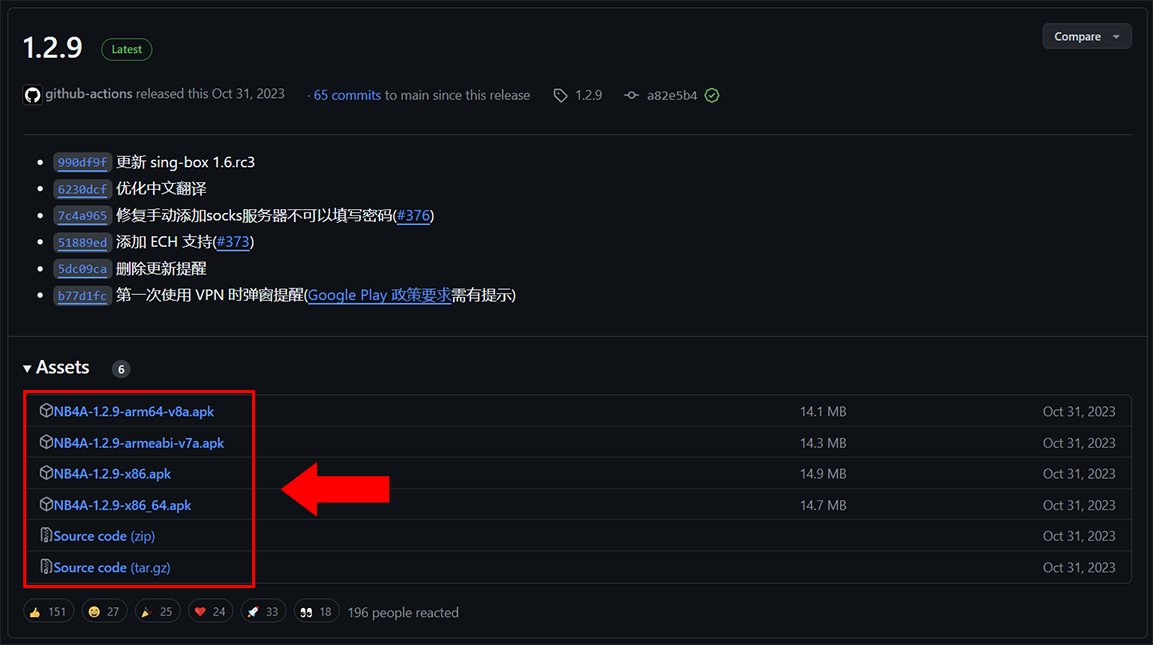 1.2.9 Latest Compare
github-actions released this Oct 31, 2023 · 65 commits to main since this release 1.2.9 a82e5b4
990df9f 更新 sing-box 1.6.rc3
6230dcf 优化中文翻译
7c4a965 修复手动添加socks服务器不可以填写密码(#376)
51889ed 添加 ECH 支持(#373)
5dc09ca 删除更新提醒
b77d1fc 第一次使用 VPN 时弹窗提醒(Google Play 政策要求需有提示)
Assets 6
NB4A-1.2.9-arm64-v8a.apk 14.1 MB Oct 31, 2023
NB4A-1.2.9-armeabi-v7a.apk 14.3 MB Oct 31, 2023
NB4A-1.2.9-x86.apk 14.9 MB Oct 31, 2023
NB4A-1.2.9-x86_64.apk 14.7 MB Oct 31, 2023
Source code (zip) Oct 31, 2023
Source code (tar.gz) Oct 31, 2023
151 27 25 24 33 18 196 people reacted